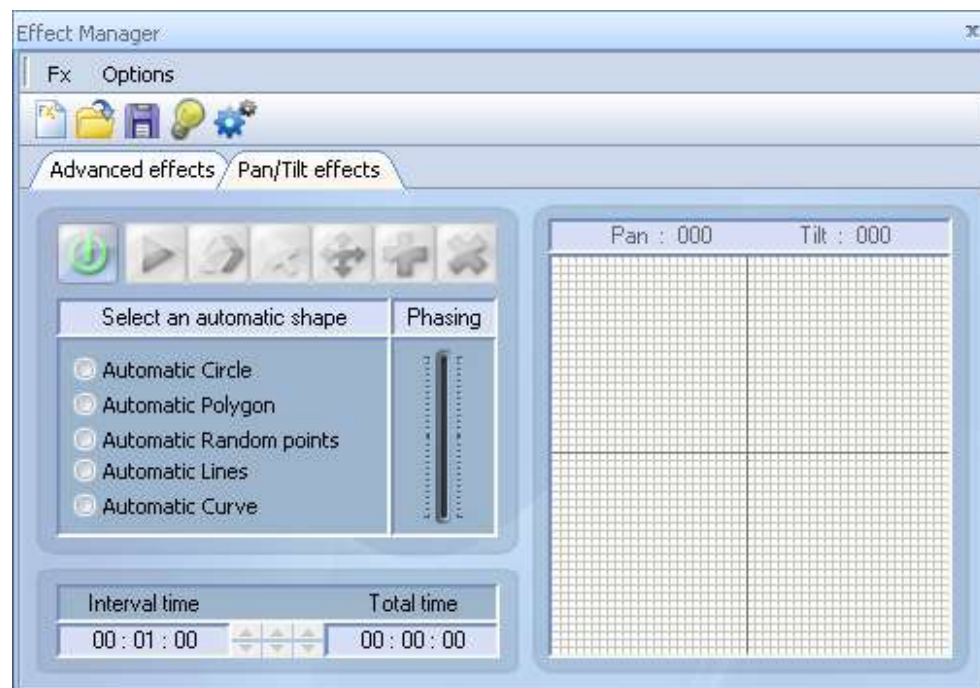 Effect Manager
Fx Options
FX
Advanced effects Pan/Tilt effects
Pan : 000 Tilt : 000
Select an automatic shape Phasing
Automatic Circle
Automatic Polygon
Automatic Random points
Automatic Lines
Automatic Curve
Interval time Total time
00 : 01 : 00 00 : 00 : 00